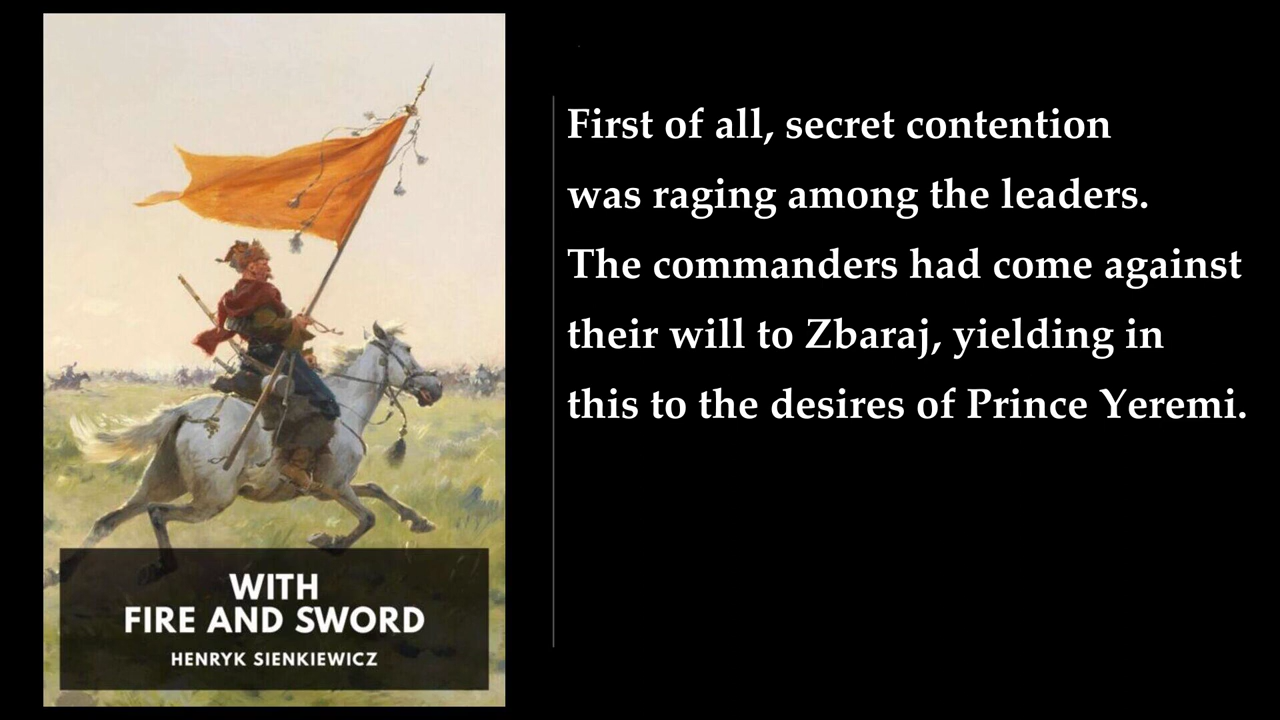 WITH
FIRE AND SWORD
HENRYK SIENKIEWICZ
First of all, secret contention
was raging among the leaders.
The commanders had come against
their will to Zbaraj, yielding in
this to the desires of Prince Yeremi.